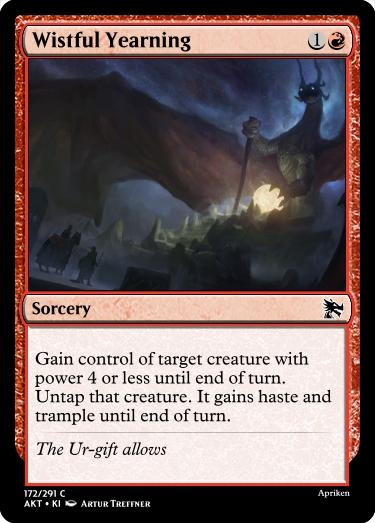 Wistful Yearning 1
Sorcery
Gain control of target creature with
power 4 or less until end of turn.
Untap that creature. It gains haste and
trample until end of turn.
The Ur-gift allows
172/291 C Apriken
AKT • KI Artur Treffner